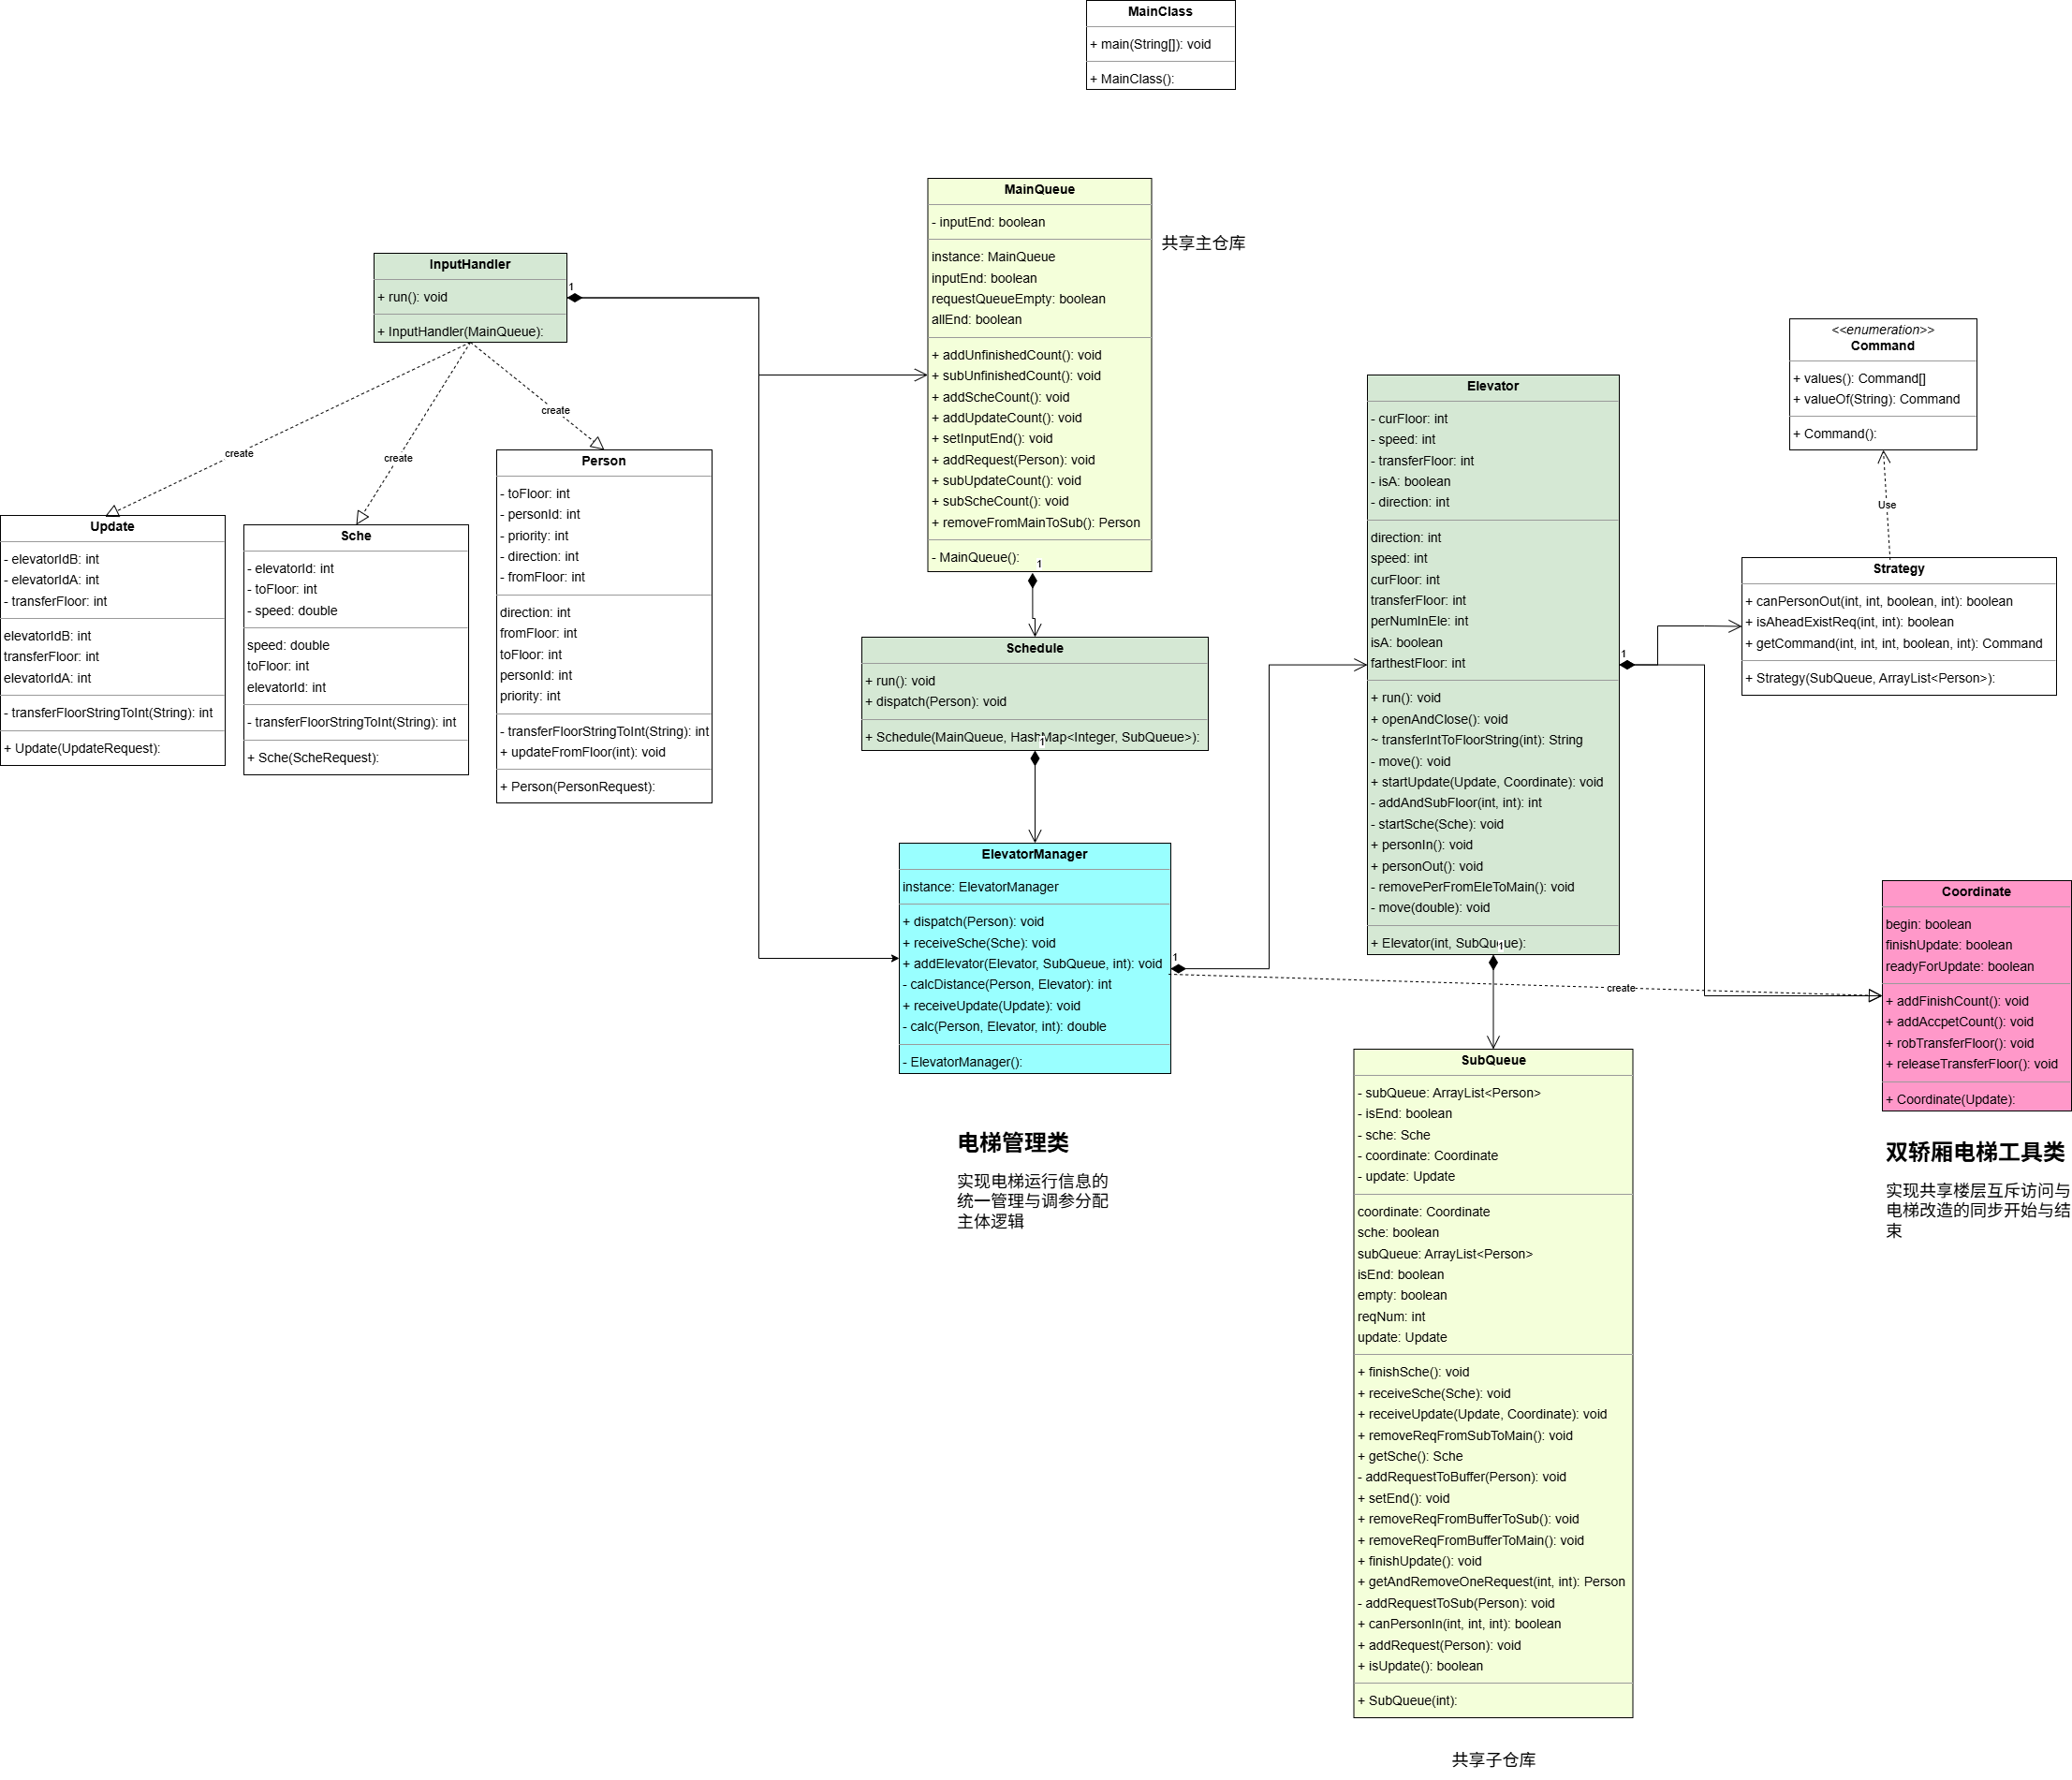 MainClass
+ main(String[]): void
+ MainClass():
MainQueue
- inputEnd: boolean
instance: MainQueue
inputEnd: boolean
requestQueueEmpty: boolean
allEnd: boolean
+ addUnfinishedCount(): void
+ subUnfinishedCount(): void
+ addScheCount(): void
+ addUpdateCount(): void
+ setInputEnd(): void
+ addRequest(Person): void
+ subUpdateCount(): void
+ subScheCount(): void
+ removeFromMainToSub(): Person
- MainQueue():
1
共享主仓库
InputHandler
+ run(): void
+ InputHandler(MainQueue):
1
create
create
create
Update
- elevatorIdB: int
- elevatorIdA: int
- transferFloor: int
elevatorIdB: int
transferFloor: int
elevatorIdA: int
- transferFloorStringToInt(String): int
+ Update(UpdateRequest):
Sche
- elevatorId: int
- toFloor: int
- speed: double
speed: double
toFloor: int
elevatorId: int
- transferFloorStringToInt(String): int
+ Sche(ScheRequest):
Person
- toFloor: int
- personId: int
- priority: int
- direction: int
- fromFloor: int
direction: int
fromFloor: int
toFloor: int
personId: int
priority: int
- transferFloorStringToInt(String): int
+ updateFromFloor(int): void
+ Person(PersonRequest):
Schedule
+ run(): void
+ dispatch(Person): void
+ Schedule(MainQueue, HashMap<Integer, SubQueue>):
1
ElevatorManager
instance: ElevatorManager
+ dispatch(Person): void
+ receiveSche(Sche): void
+ addElevator(Elevator, SubQueue, int): void
- calcDistance(Person, Elevator): int
+ receiveUpdate(Update): void
- calc(Person, Elevator, int): double
- ElevatorManager():
1
create
电梯管理类
实现电梯运行信息的
统一管理与调参分配
主体逻辑
Elevator
- curFloor: int
- speed: int
- transferFloor: int
- isA: boolean
- direction: int
direction: int
speed: int
curFloor: int
transferFloor: int
perNumInEle: int
isA: boolean
farthestFloor: int
+ run(): void
+ openAndClose(): void
~ transferIntToFloorString(int): String
- move(): void
+ startUpdate(Update, Coordinate): void
- addAndSubFloor(int, int): int
- startSche(Sche): void
+ personIn(): void
+ personOut(): void
- removePerFromEleToMain(): void
- move(double): void
+ Elevator(int, SubQueue):
1
1
<<enumeration>>
Command
+ values(): Command[]
+ valueOf(String): Command
+ Command():
Use
Strategy
+ canPersonOut(int, int, boolean, int): boolean
+ isAheadExistReq(int, int): boolean
+ getCommand(int, int, int, boolean, int): Command
+ Strategy(SubQueue, ArrayList<Person>):
Coordinate
begin: boolean
finishUpdate: boolean
readyForUpdate: boolean
+ addFinishCount(): void
+ addAccpetCount(): void
+ robTransferFloor(): void
+ releaseTransferFloor(): void
+ Coordinate(Update):
双轿厢电梯工具类
实现共享楼层互斥访问与
电梯改造的同步开始与结
束
SubQueue
- subQueue: ArrayList<Person>
- isEnd: boolean
- sche: Sche
- coordinate: Coordinate
- update: Update
coordinate: Coordinate
sche: boolean
subQueue: ArrayList<Person>
isEnd: boolean
empty: boolean
reqNum: int
update: Update
+ finishSche(): void
+ receiveSche(Sche): void
+ receiveUpdate(Update, Coordinate): void
+ removeReqFromSubToMain(): void
+ getSche(): Sche
- addRequestToBuffer(Person): void
+ setEnd(): void
+ removeReqFromBufferToSub(): void
+ removeReqFromBufferToMain(): void
+ finishUpdate(): void
+ getAndRemoveOneRequest(int, int): Person
- addRequestToSub(Person): void
+ canPersonIn(int, int, int): boolean
+ addRequest(Person): void
+ isUpdate(): boolean
+ SubQueue(int):
共享子仓库